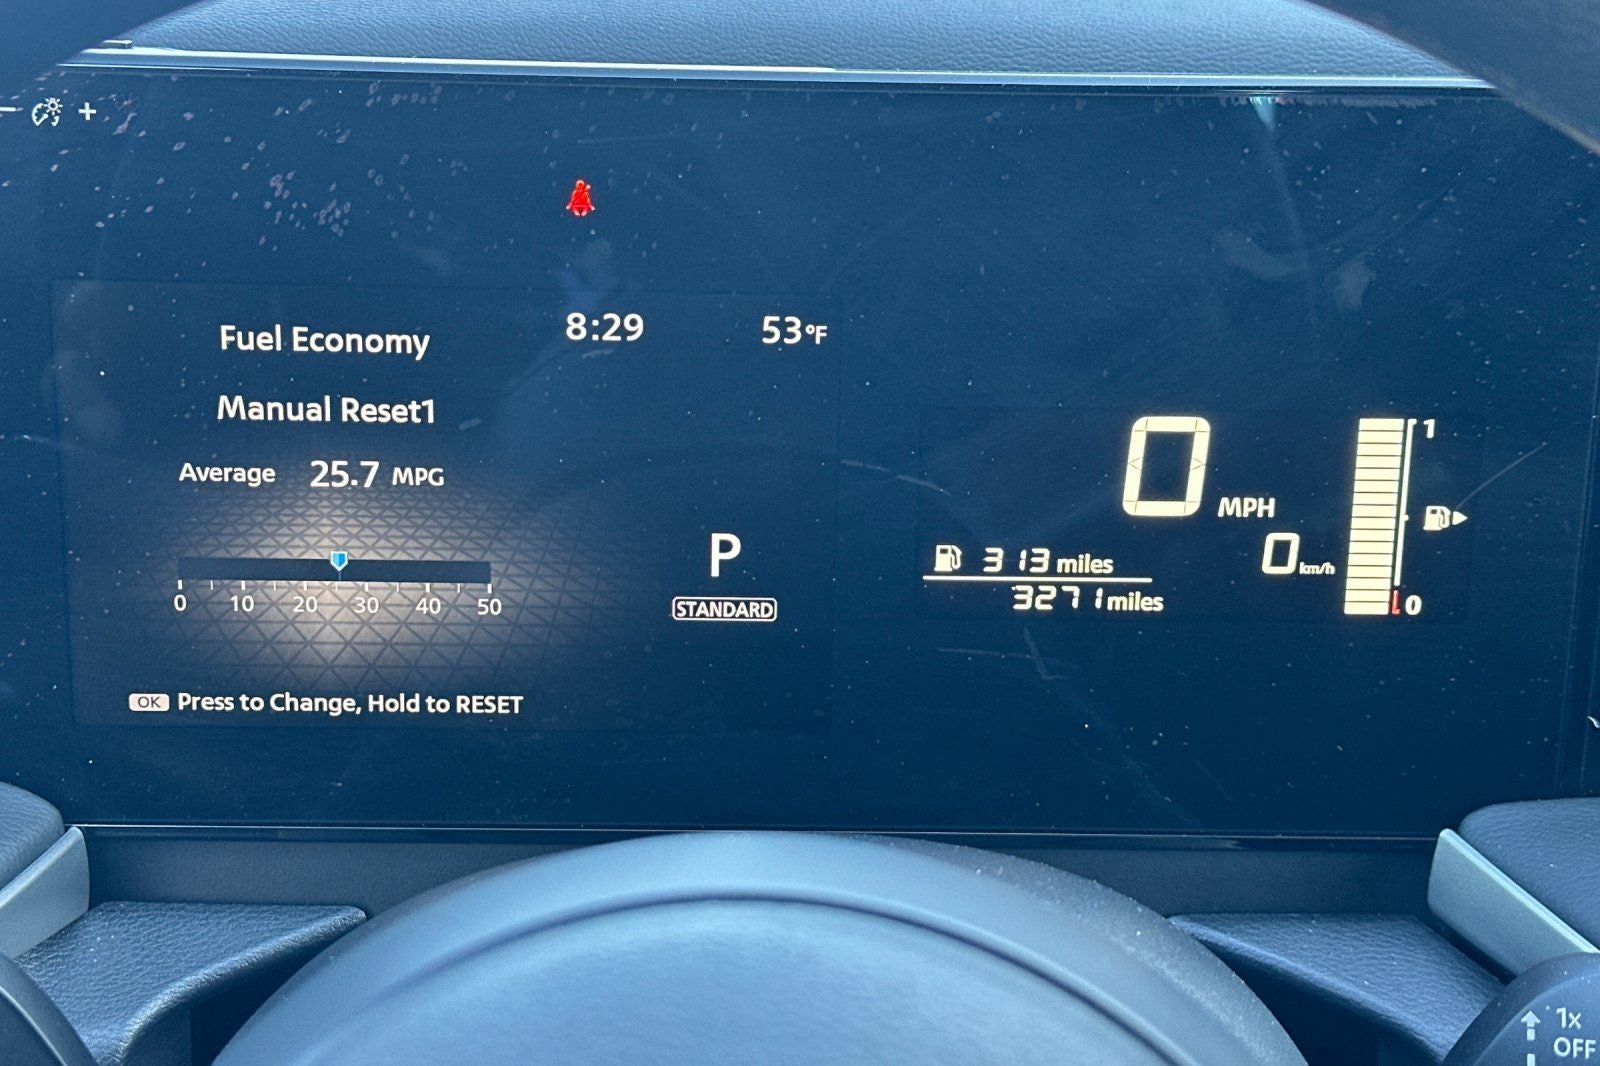 − +
Fuel Economy
8:29
53°F
Manual Reset1
Average 25.7 MPG
0 10 20 30 40 50
OK Press to Change, Hold to RESET
P
STANDARD
0 MPH
0 km/h
313 miles
3271 miles
1
0
1x
OFF